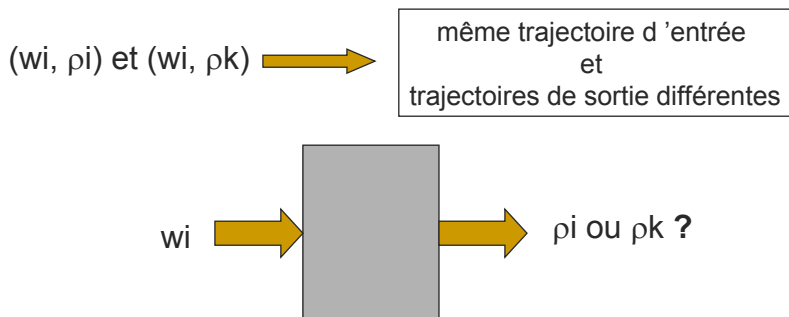 (wi, ρi) et (wi, ρk)
même trajectoire d 'entrée
et
trajectoires de sortie différentes
wi
ρi ou ρk ?